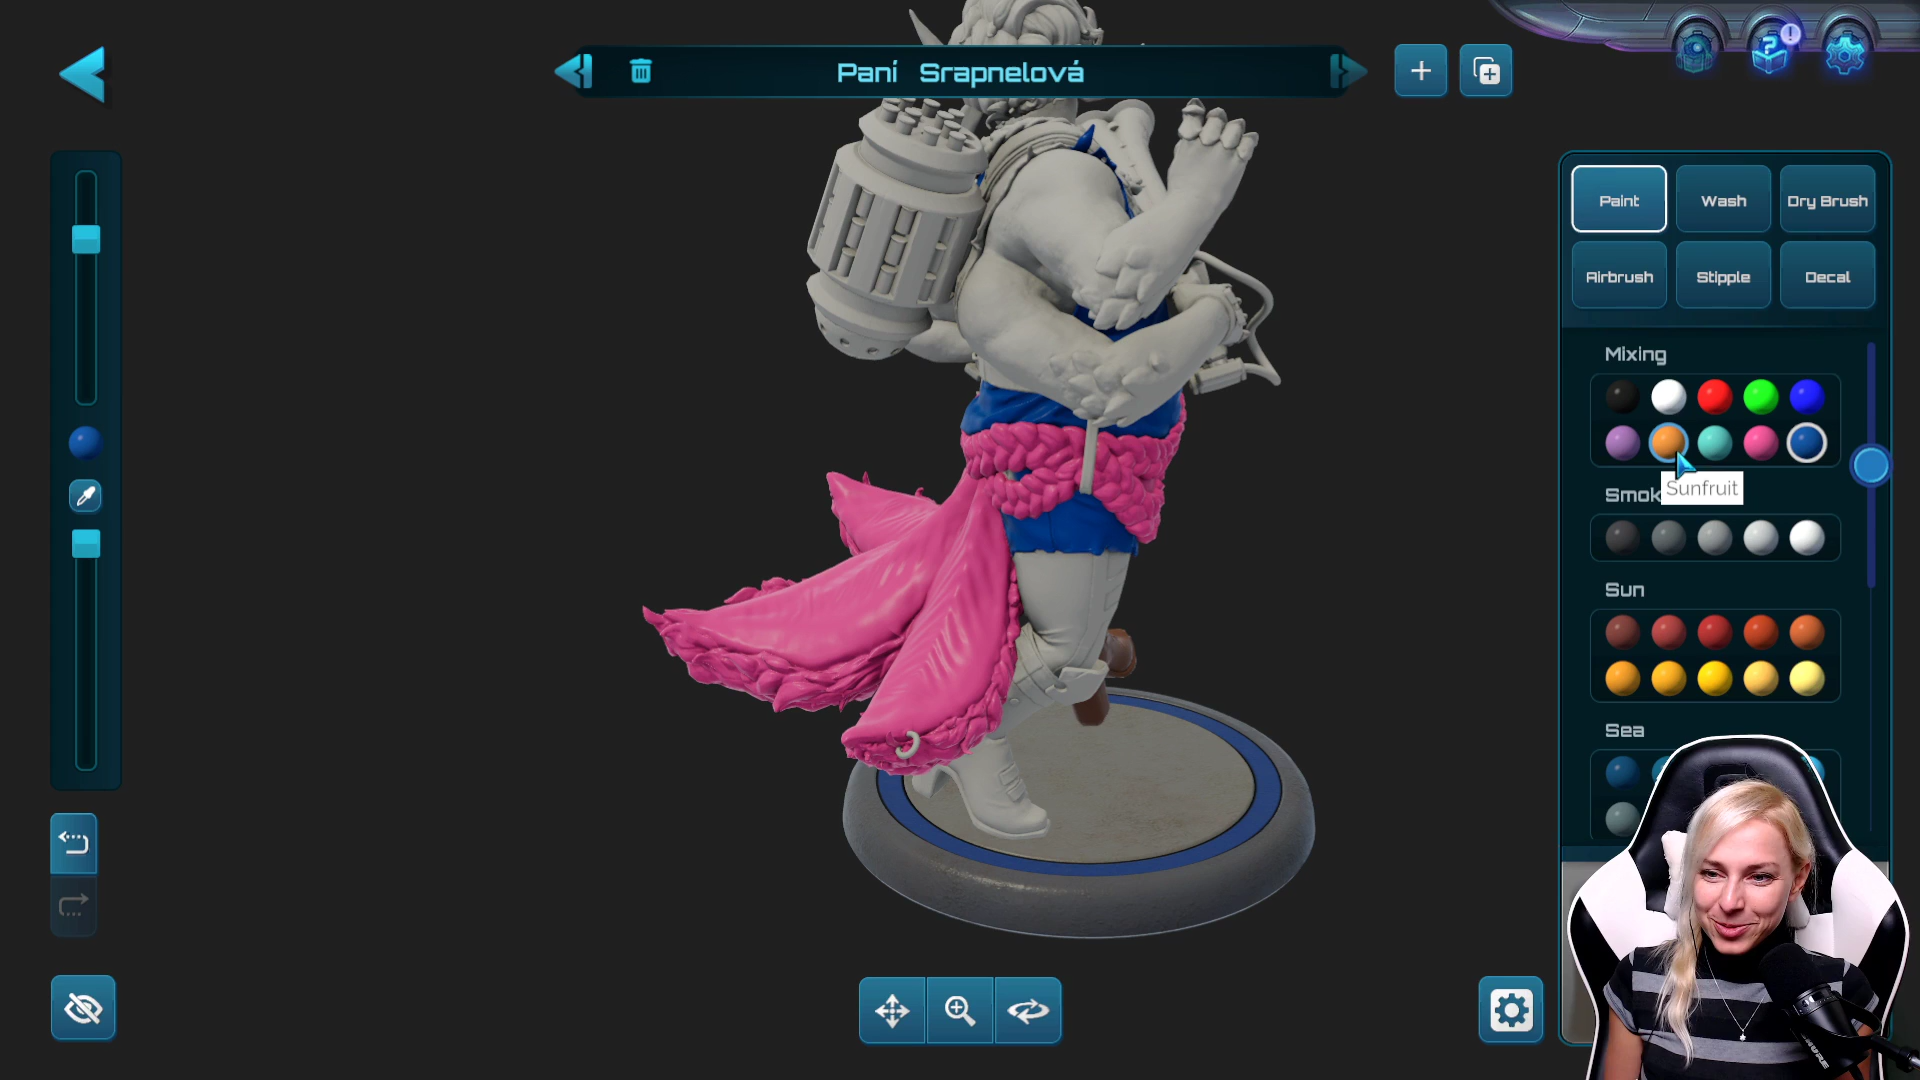 Paní Srapnelová
Paint
Wash
Dry Brush
Airbrush
Stipple
Decal
Mixing
Sunfruit
Smok
Sun
Sea